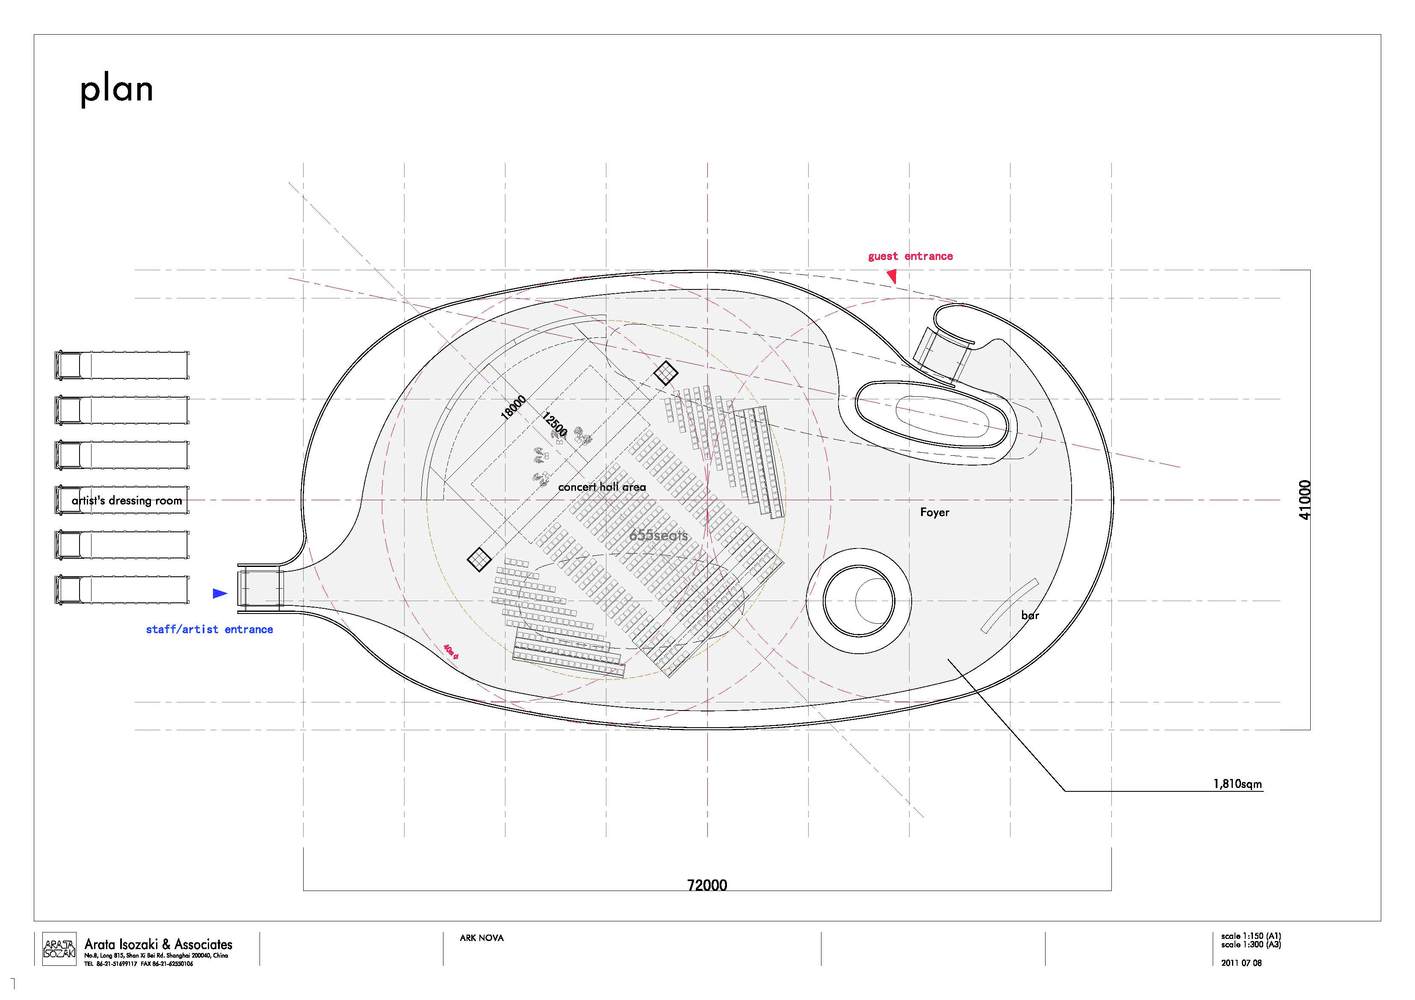 plan
guest entrance
18000
12500
artist's dressing room
concert hall area
655seats
Foyer
41000
bar
staff/artist entrance
40mφ
1,810sqm
72000
ARATA
ISOZAKI
Arata Isozaki & Associates
No.8, Long 815, Shan Xi Bei Rd. Shanghai 200040, China
TEL 86-21-51699117 FAX 86-21-62550106
ARK NOVA
scale 1:150 (A1)
scale 1:300 (A3)
2011 07 08